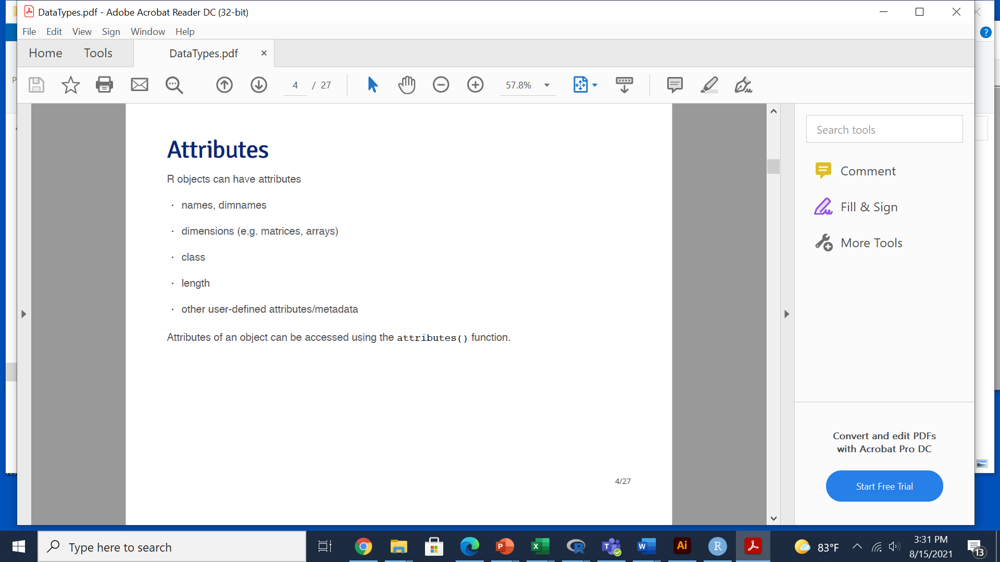 DataTypes.pdf - Adobe Acrobat Reader DC (32-bit)
File Edit View Sign Window Help
Home Tools DataTypes.pdf
4 / 27 57.8%
Attributes
R objects can have attributes
· names, dimnames
· dimensions (e.g. matrices, arrays)
· class
· length
· other user-defined attributes/metadata
Attributes of an object can be accessed using the attributes() function.
4/27
Search tools
Comment
Fill & Sign
More Tools
Convert and edit PDFs
with Acrobat Pro DC
Start Free Trial
Type here to search
83°F
3:31 PM
8/15/2021
13